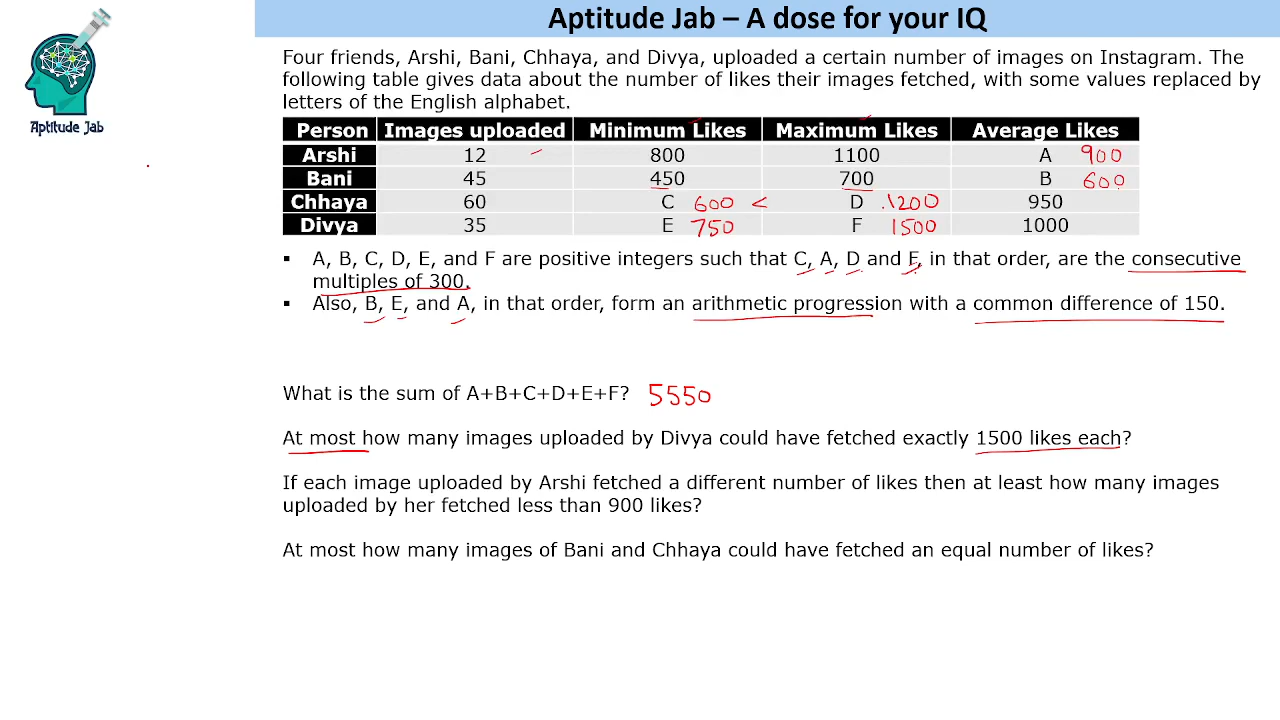 Aptitude Jab – A dose for your IQ
Aptitude Jab
Four friends, Arshi, Bani, Chhaya, and Divya, uploaded a certain number of images on Instagram. The
following table gives data about the number of likes their images fetched, with some values replaced by
letters of the English alphabet.
Person Images uploaded Minimum Likes Maximum Likes Average Likes
Arshi 12 800 1100 A 900
Bani 45 450 700 B 600
Chhaya 60 C 600 < D 1200 950
Divya 35 E 750 F 1500 1000
▪ A, B, C, D, E, and F are positive integers such that C, A, D and F, in that order, are the consecutive
multiples of 300.
▪ Also, B, E, and A, in that order, form an arithmetic progression with a common difference of 150.
What is the sum of A+B+C+D+E+F? 5550
At most how many images uploaded by Divya could have fetched exactly 1500 likes each?
If each image uploaded by Arshi fetched a different number of likes then at least how many images
uploaded by her fetched less than 900 likes?
At most how many images of Bani and Chhaya could have fetched an equal number of likes?